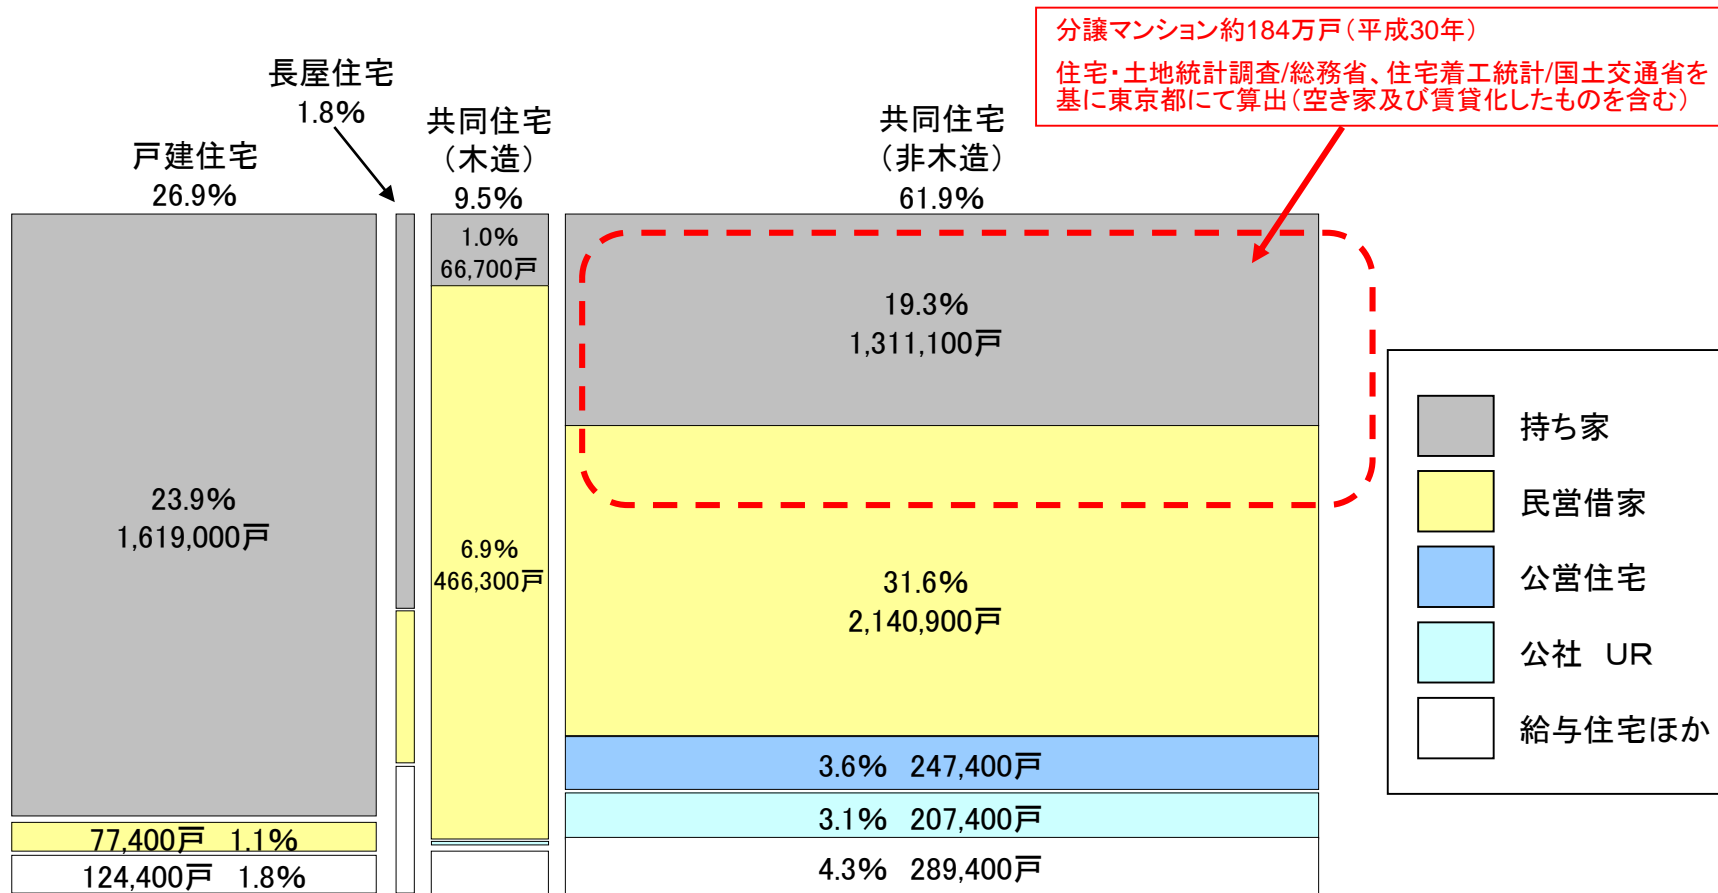 分譲マンション約184万戸（平成30年）
住宅・土地統計調査/総務省、住宅着工統計/国土交通省を
基に東京都にて算出（空き家及び賃貸化したものを含む）
長屋住宅
1.8%
戸建住宅
26.9%
共同住宅
（木造）
9.5%
共同住宅
（非木造）
61.9%
23.9%
1,619,000戸
77,400戸 1.1%
124,400戸 1.8%
1.0%
66,700戸
6.9%
466,300戸
19.3%
1,311,100戸
31.6%
2,140,900戸
3.6% 247,400戸
3.1% 207,400戸
4.3% 289,400戸
持ち家
民営借家
公営住宅
公社　ＵＲ
給与住宅ほか